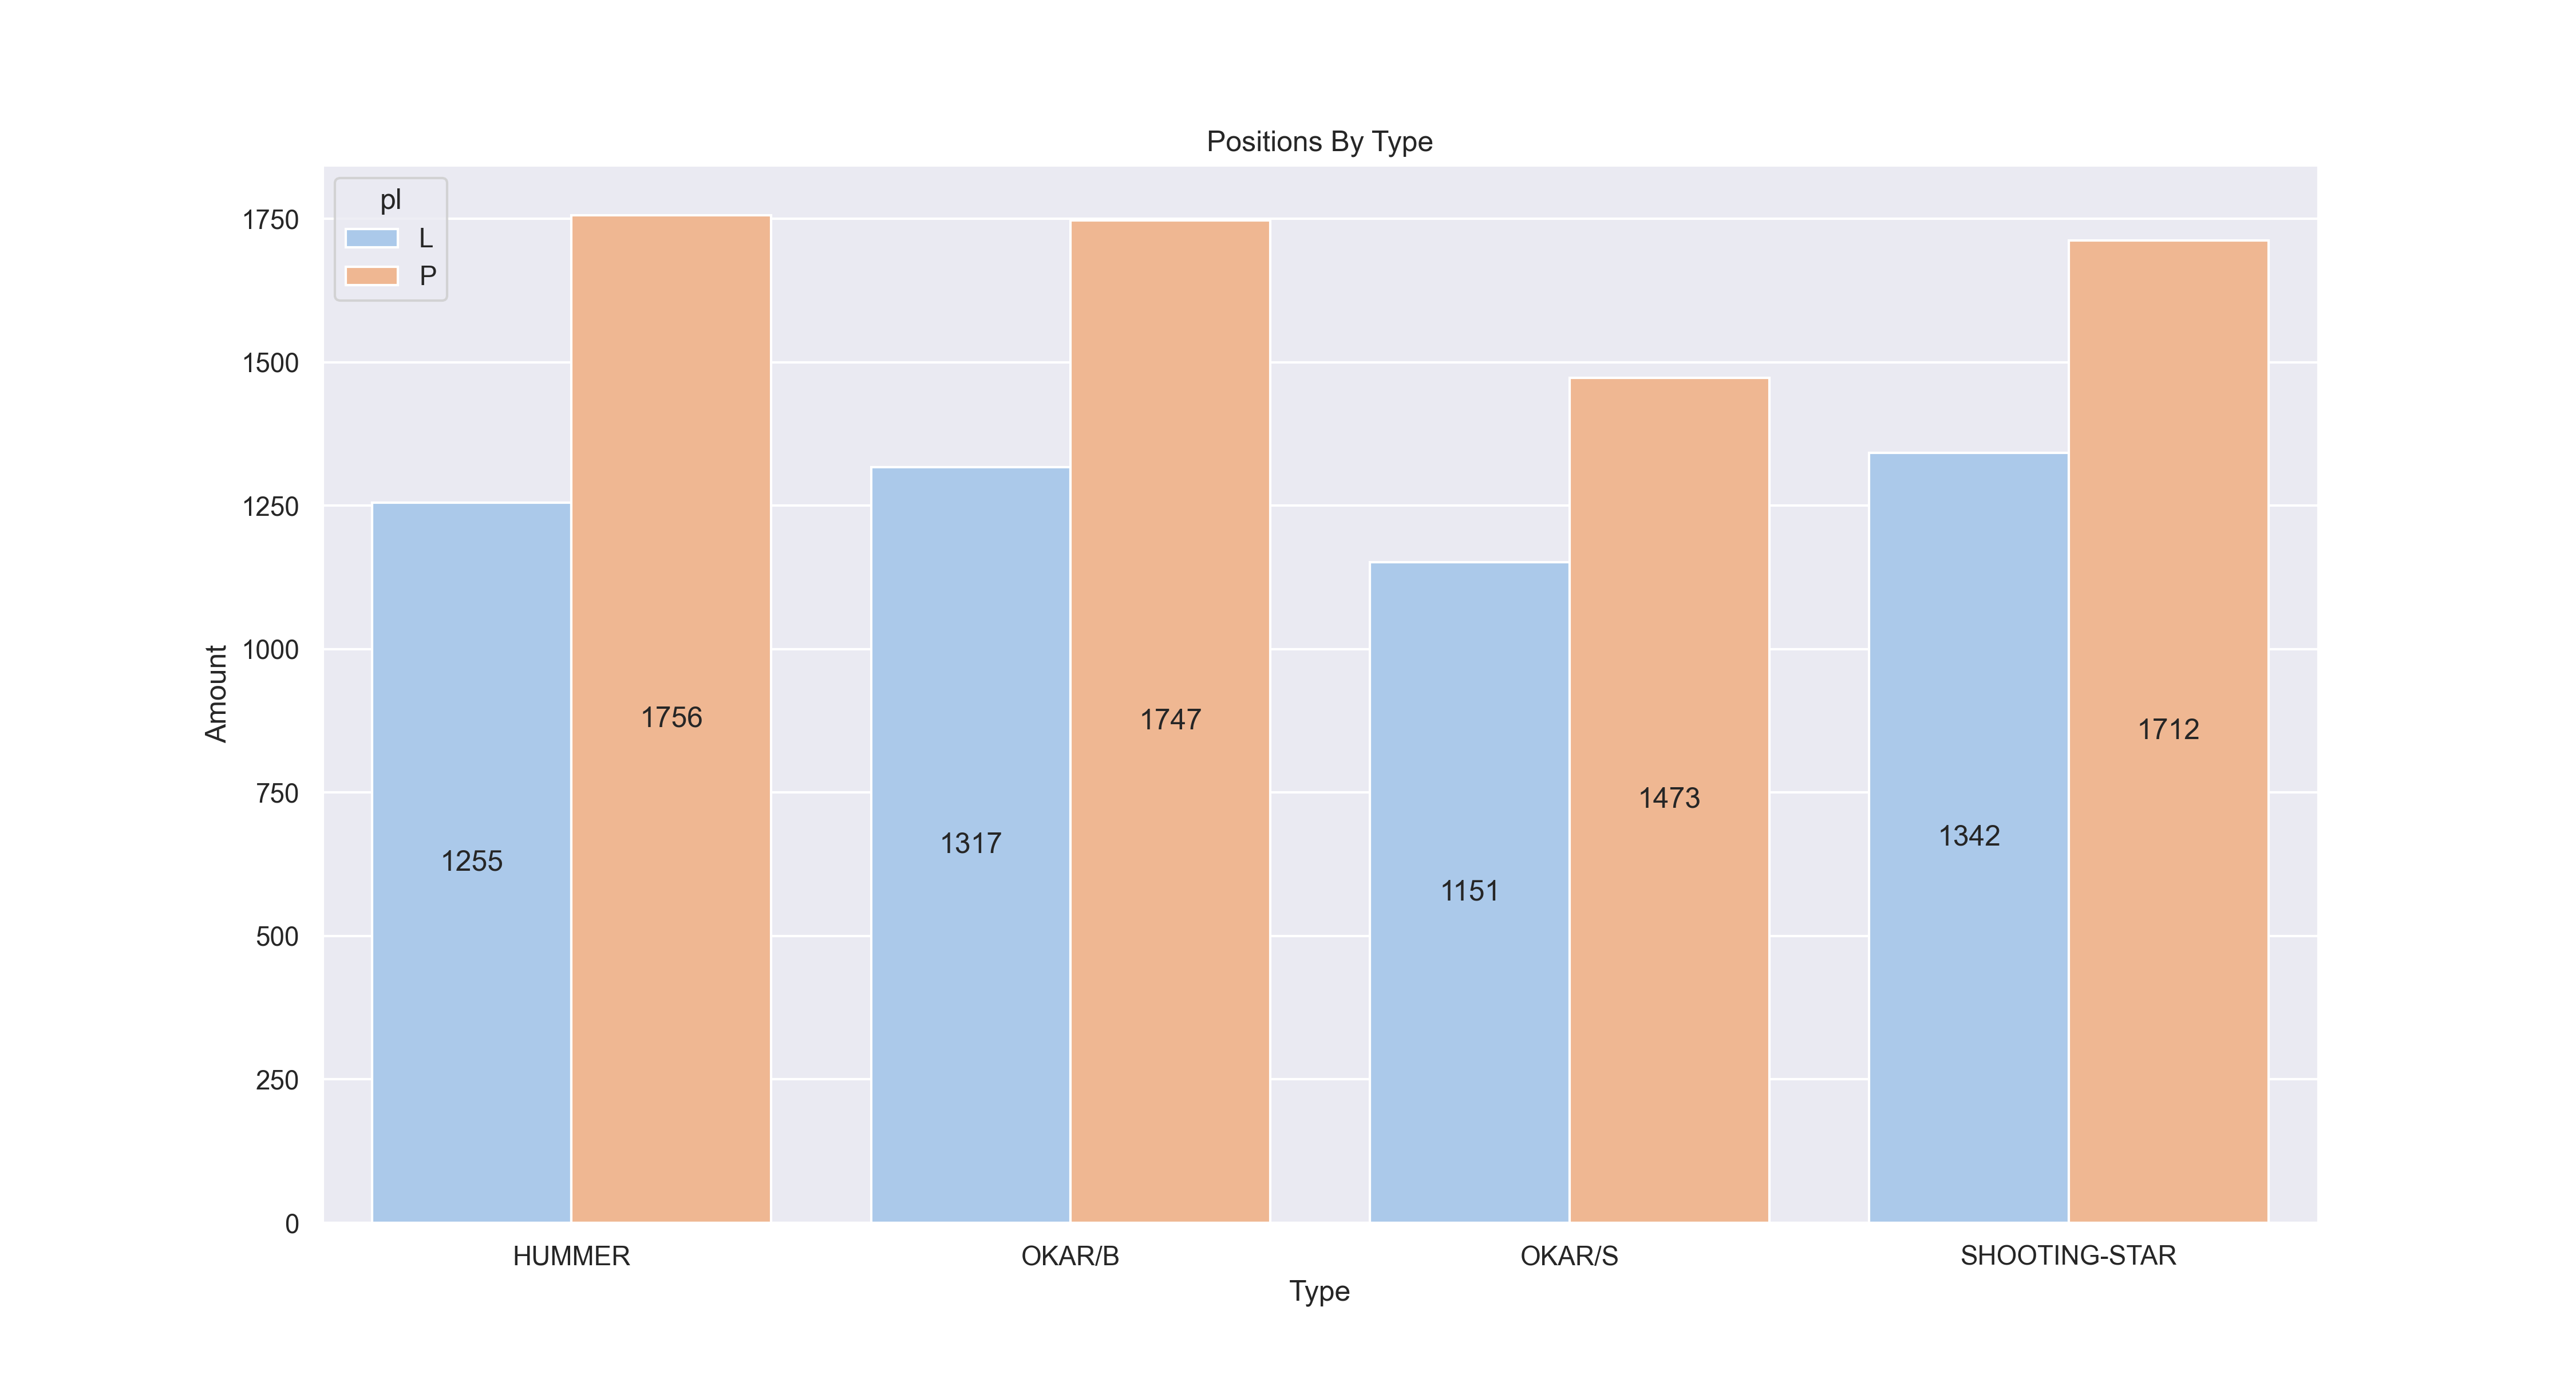 Positions By Type
pl
L
P
1750
1500
1250
1000
750
500
250
0
Amount
1255
1756
1317
1747
1151
1473
1342
1712
HUMMER
OKAR/B
OKAR/S
SHOOTING-STAR
Type